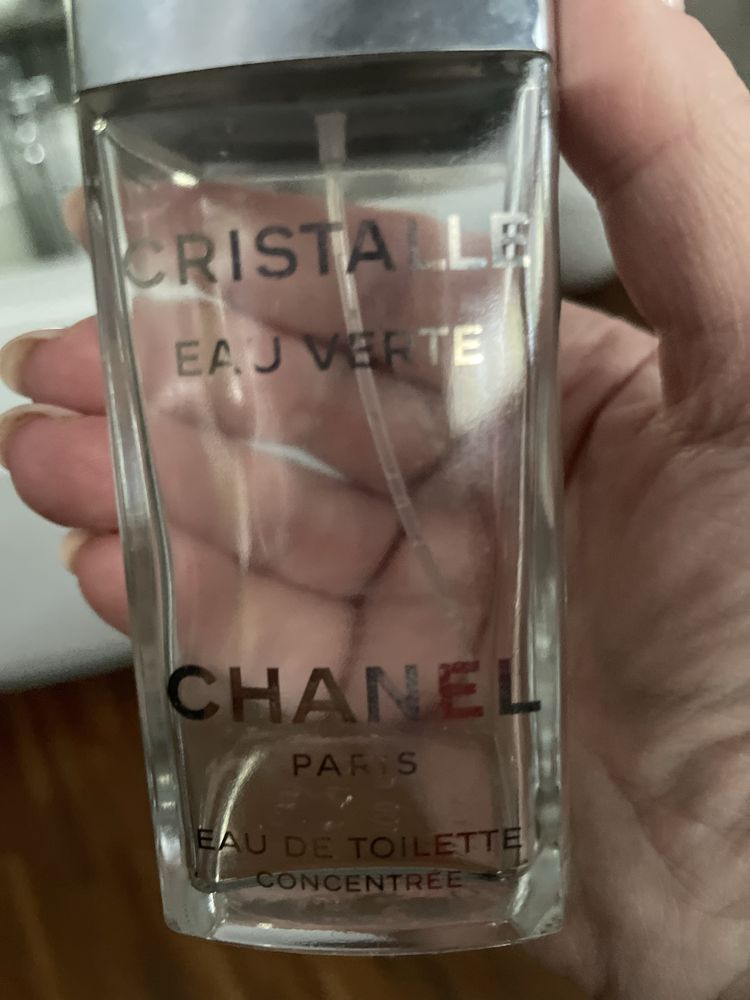 CRISTALLE
EAU VERTE
CHANEL
PARIS
EAU DE TOILETTE
CONCENTRÉE